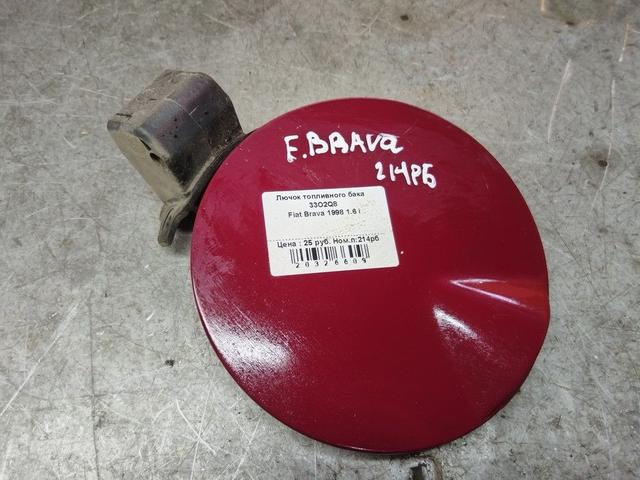 F.BRAva
214РБ
Лючок топливного бака
33O2Q8
Fiat Brava 1998 1.6 i
Цена : 25 руб. Ном.п:214рб
20326609